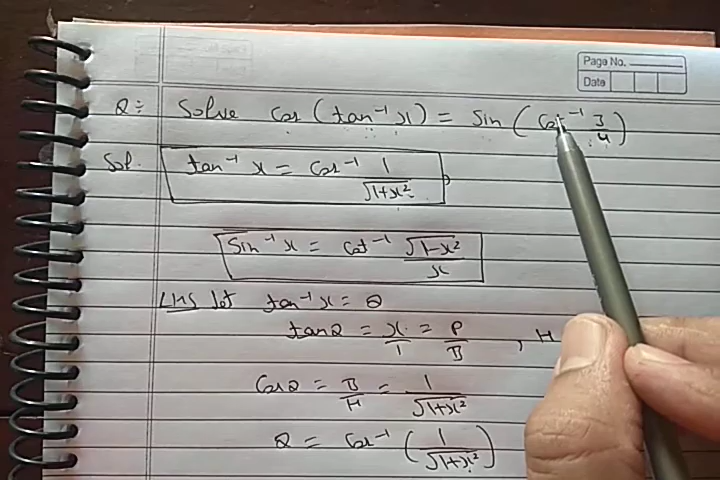 Page No.
Date
Q÷ Solve cos (tan⁻¹ x) = sin (cot⁻¹ 3/4)
Sol. tan⁻¹ x = cos⁻¹ 1/√1+x²,
Sin⁻¹ x = cot⁻¹ √1-x²/x
LHS let tan⁻¹ x = θ
tanθ = x/1 = P/B , H
Cosθ = B/H = 1/√1+x²
θ = Cos⁻¹ (1/√1+x²)